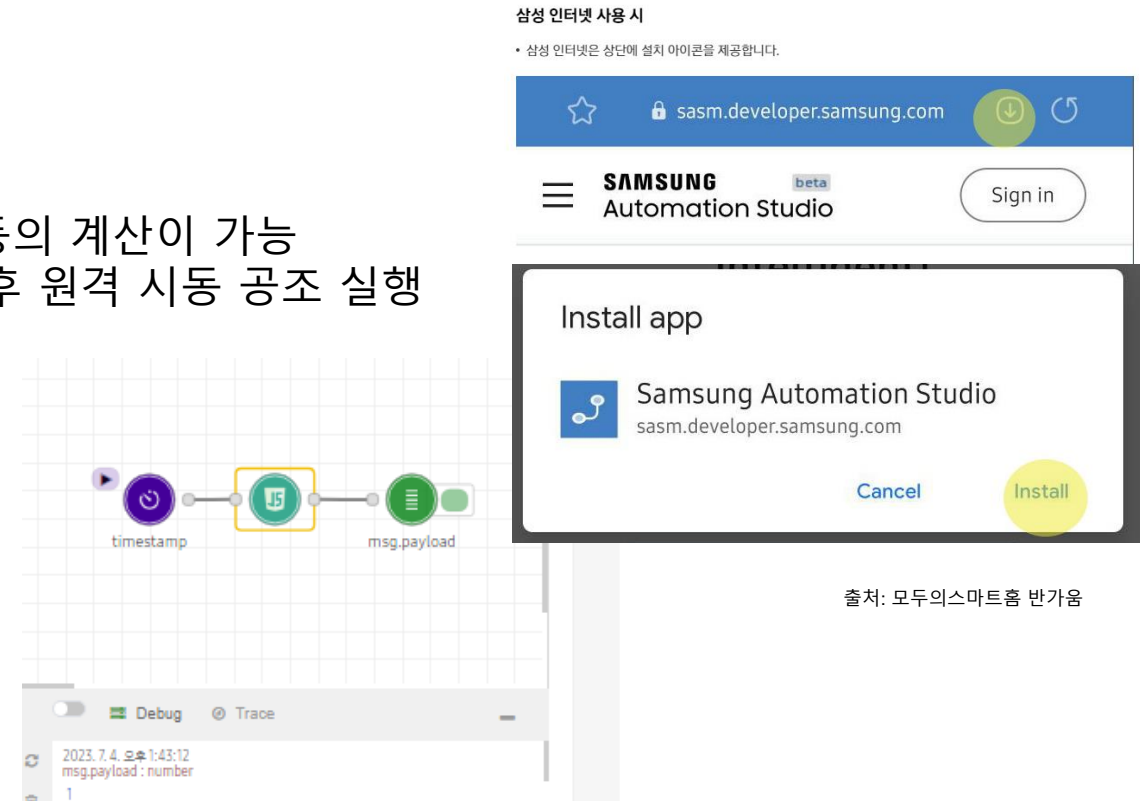 삼성 인터넷 사용 시
• 삼성 인터넷은 상단에 설치 아이콘을 제공합니다.
sasm.developer.samsung.com
SAMSUNG beta
Automation Studio
Sign in
계산이 가능
원격 시동 공조 실행
Install app
Samsung Automation Studio
sasm.developer.samsung.com
Cancel
Install
JS
timestamp
msg.payload
출처: 모두의스마트홈 반가움
Debug
Trace
2023. 7. 4. 오후 1:43:12
msg.payload : number
1